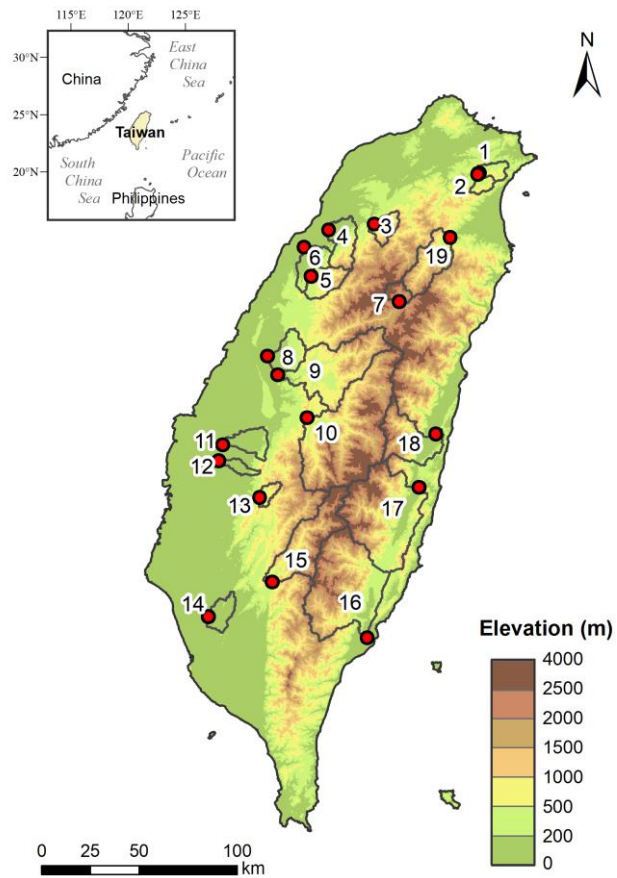 115°E 120°E 125°E
30°N
25°N
20°N
East
China
Sea
China
Taiwan
South
China
Sea
Pacific
Ocean
Philippines
N
1
2
3
4
6
5
19
7
8
9
10
11
12
18
13
17
15
14
16
Elevation (m)
4000
2500
2000
1500
1000
500
200
0
0 25 50 100
km